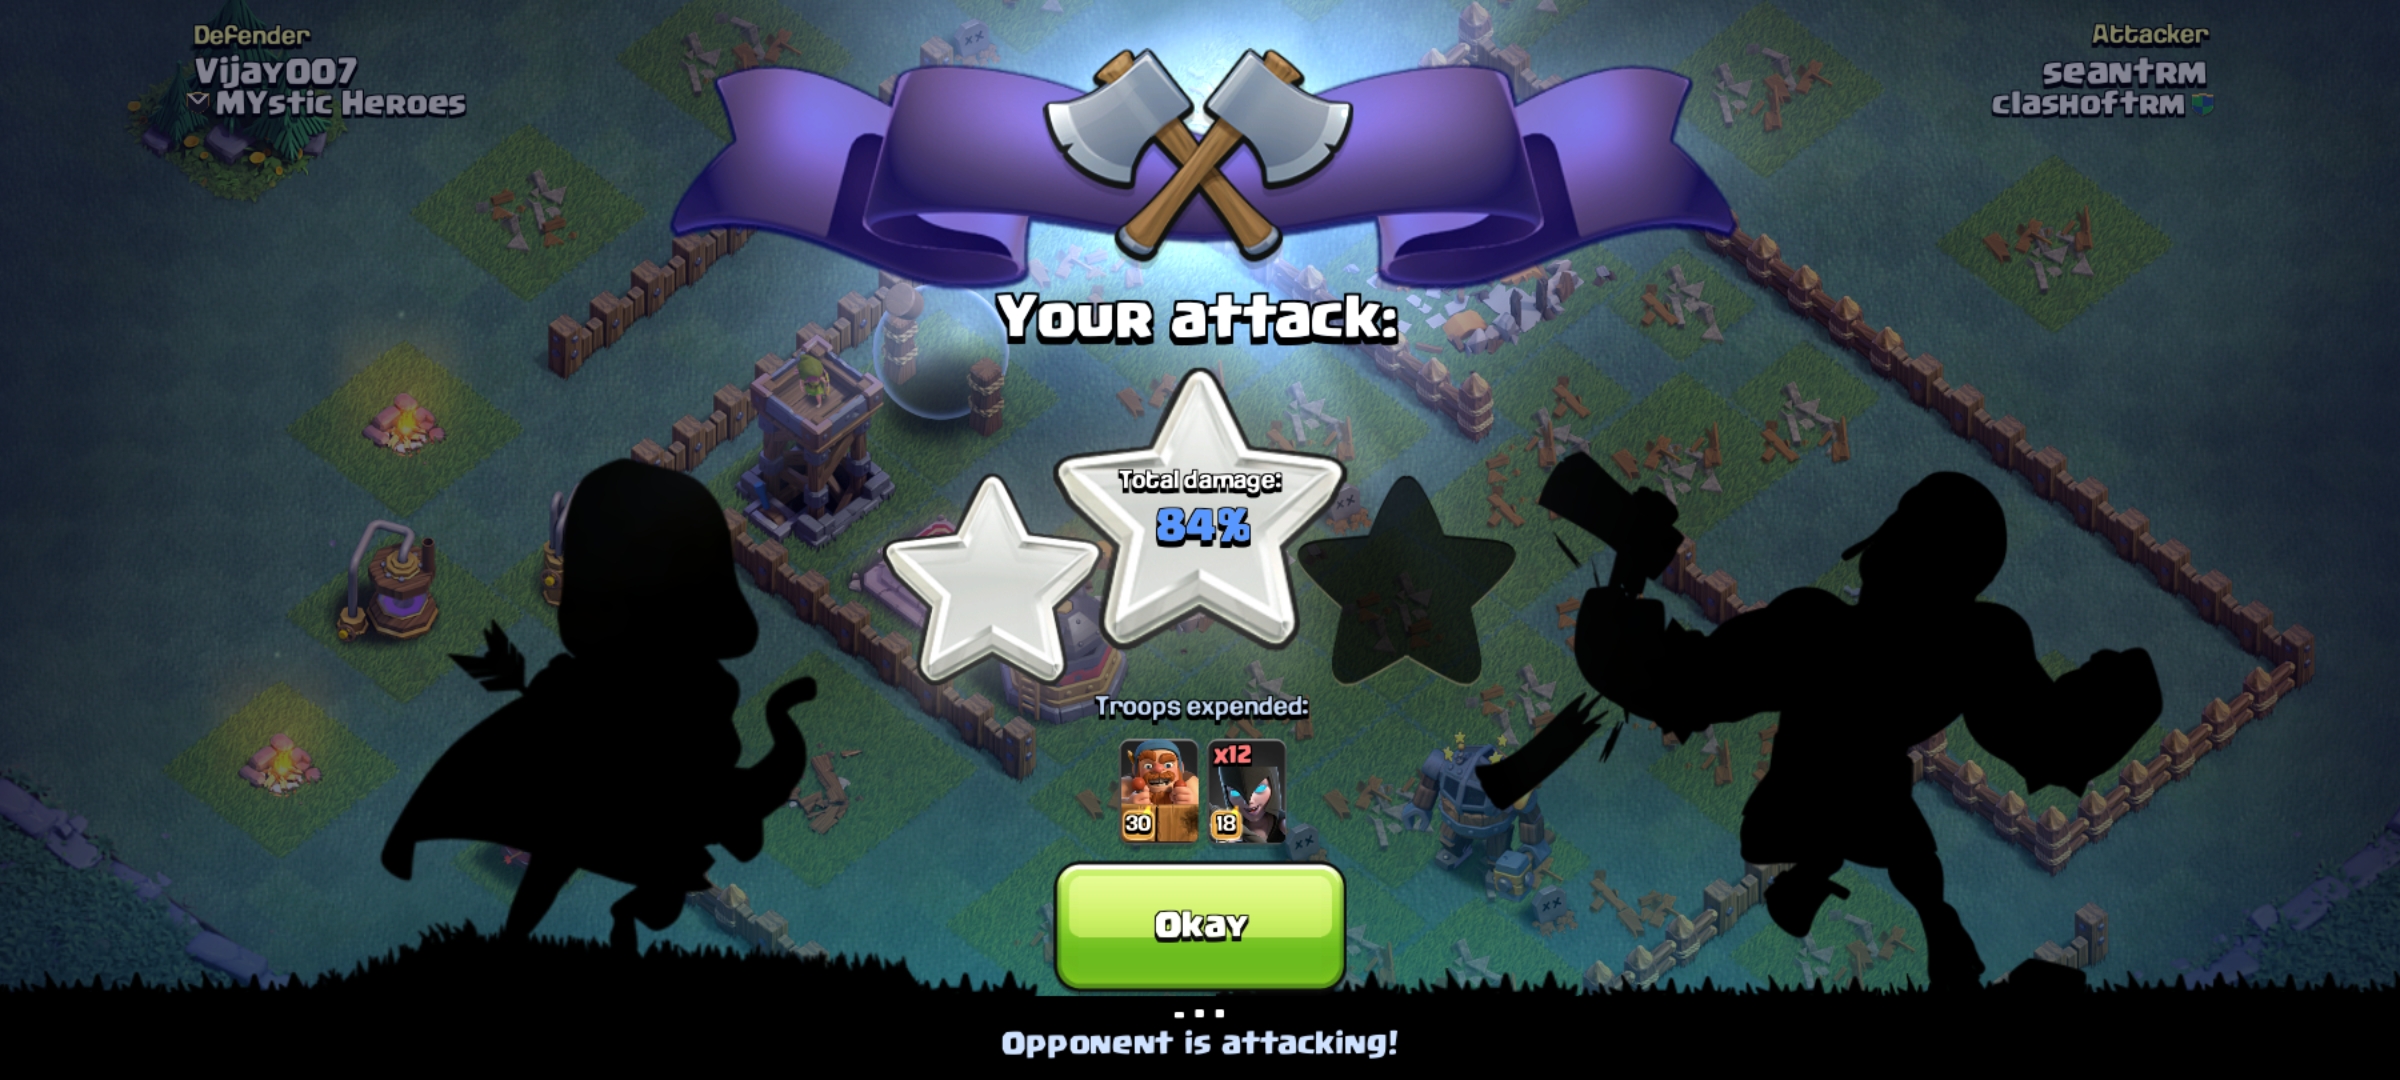 Defender
Vijay007
MYstic Heroes
Attacker
seantRM
clashoftRM
Your attack:
Total damage:
84%
Troops expended:
x12
30
18
Okay
...
Opponent is attacking!